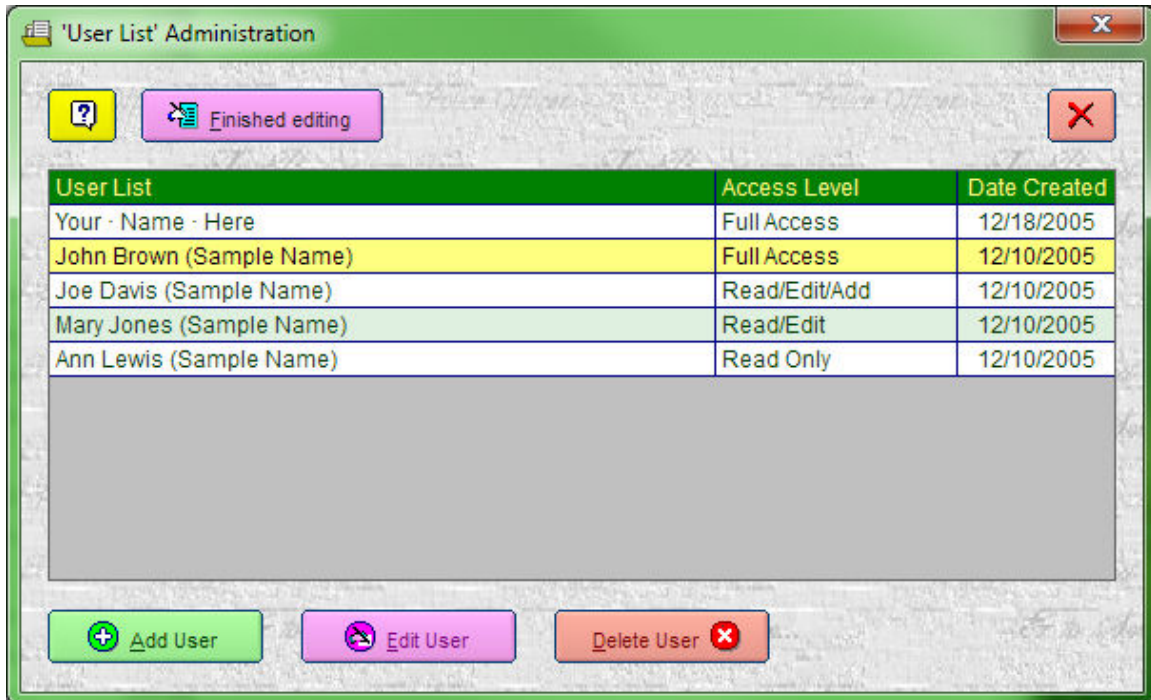 'User List' Administration
Finished editing
User List Access Level Date Created
Your · Name · Here Full Access 12/18/2005
John Brown (Sample Name) Full Access 12/10/2005
Joe Davis (Sample Name) Read/Edit/Add 12/10/2005
Mary Jones (Sample Name) Read/Edit 12/10/2005
Ann Lewis (Sample Name) Read Only 12/10/2005
Add User Edit User Delete User